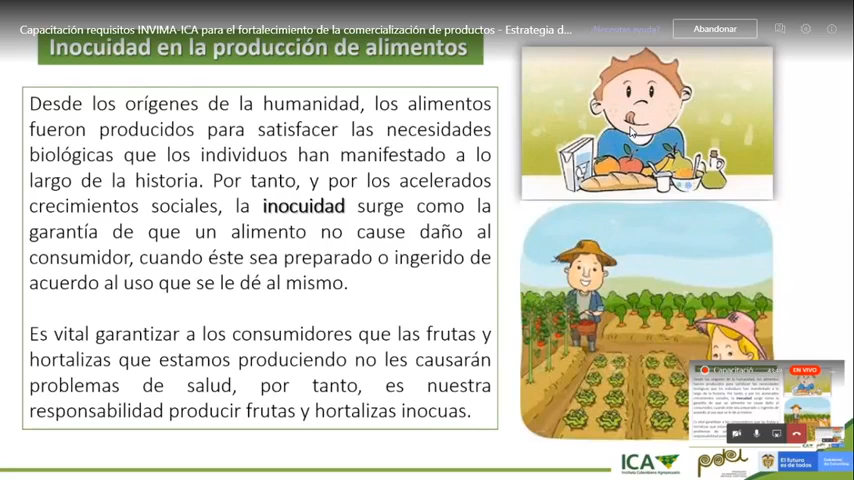 Capacitación requisitos INVIMA-ICA para el fortalecimiento de la comercialización de productos - Estrategia d...
Abandonar
Inocuidad en la producción de alimentos
Desde los orígenes de la humanidad, los alimentos
fueron producidos para satisfacer las necesidades
biológicas que los individuos han manifestado a lo
largo de la historia. Por tanto, y por los acelerados
crecimientos sociales, la inocuidad surge como la
garantía de que un alimento no cause daño al
consumidor, cuando éste sea preparado o ingerido de
acuerdo al uso que se le dé al mismo.
Es vital garantizar a los consumidores que las frutas y
hortalizas que estamos produciendo no les causarán
problemas de salud, por tanto, es nuestra
responsabilidad producir frutas y hortalizas inocuas.
Capacitació
EN VIVO
ICA
Instituto Colombiano Agropecuario
El futuro
es de todos
Gobierno
de Colombia